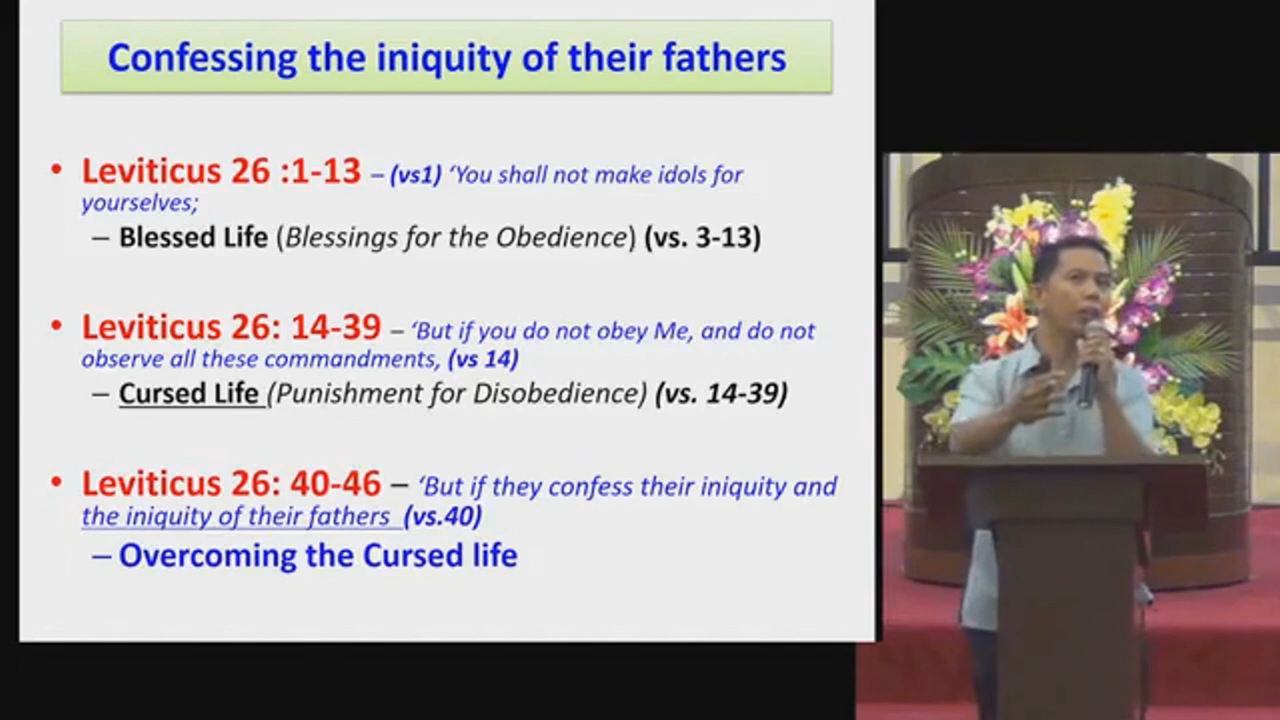 Confessing the iniquity of their fathers
• Leviticus 26 :1-13 – (vs1) ‘You shall not make idols for
yourselves;
– Blessed Life (Blessings for the Obedience) (vs. 3-13)
• Leviticus 26: 14-39 – ‘But if you do not obey Me, and do not
observe all these commandments, (vs 14)
– Cursed Life (Punishment for Disobedience) (vs. 14-39)
• Leviticus 26: 40-46 – ‘But if they confess their iniquity and
the iniquity of their fathers (vs.40)
– Overcoming the Cursed life